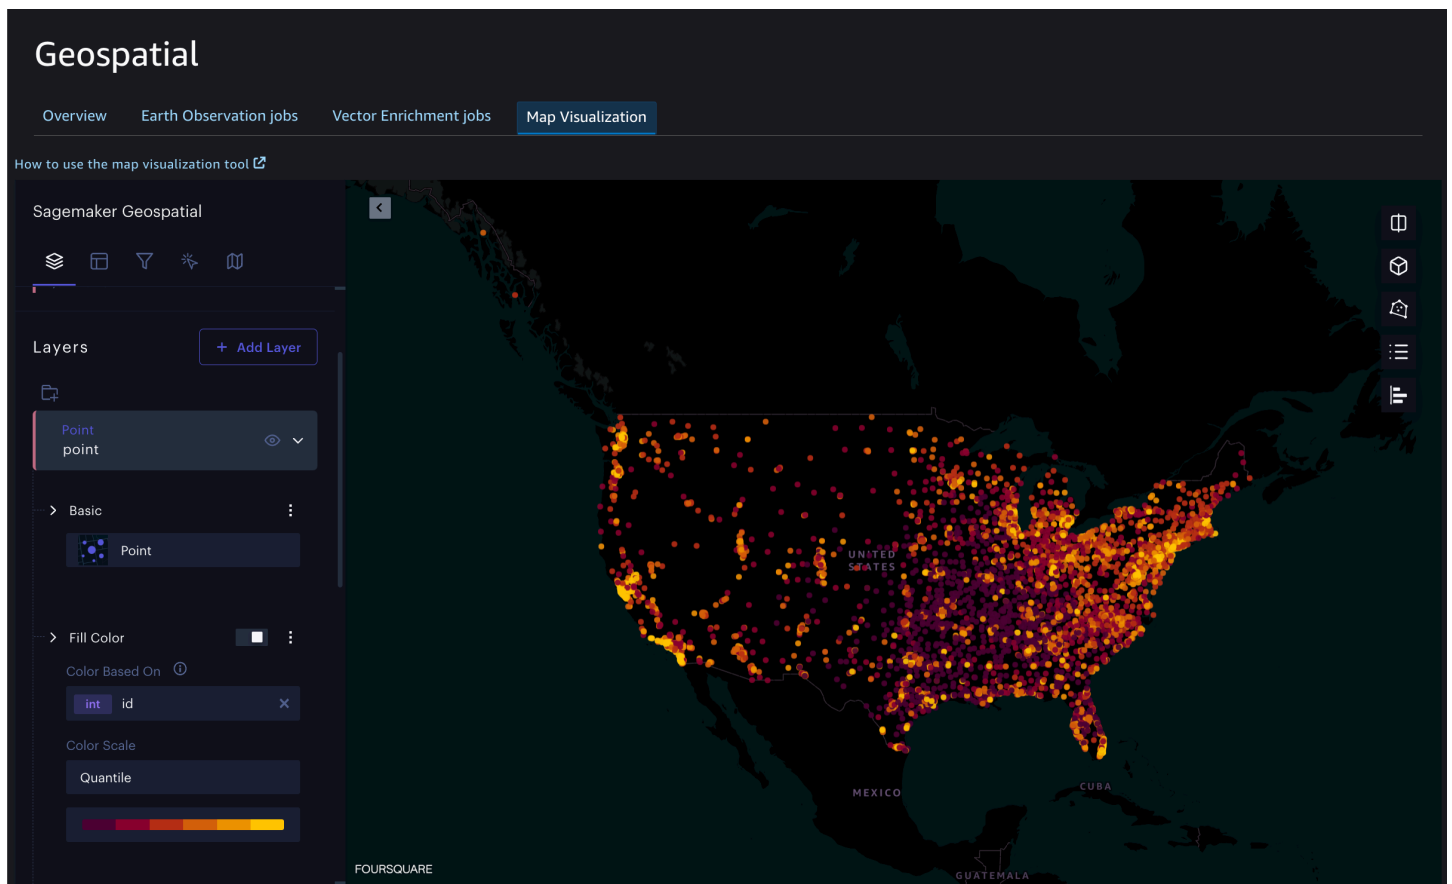 Geospatial
Overview Earth Observation jobs Vector Enrichment jobs Map Visualization
How to use the map visualization tool
Sagemaker Geospatial
Layers
+ Add Layer
Point
point
Basic
Point
Fill Color
Color Based On
int id
Color Scale
Quantile
UNITED
STATES
MEXICO
CUBA
GUATEMALA
FOURSQUARE